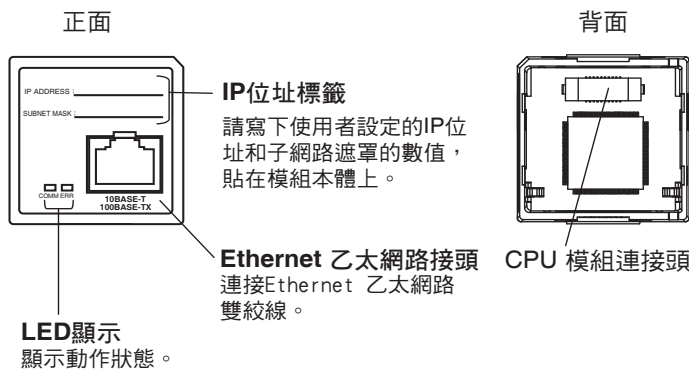 正面
背面
IP ADDRESS :
SUBNET MASK :
COMM ERR
10BASE-T
100BASE-TX
IP位址標籤
請寫下使用者設定的IP位
址和子網路遮罩的數值，
貼在模組本體上。
Ethernet 乙太網路接頭
連接Ethernet 乙太網路
雙絞線。
CPU 模組連接頭
LED顯示
顯示動作狀態。